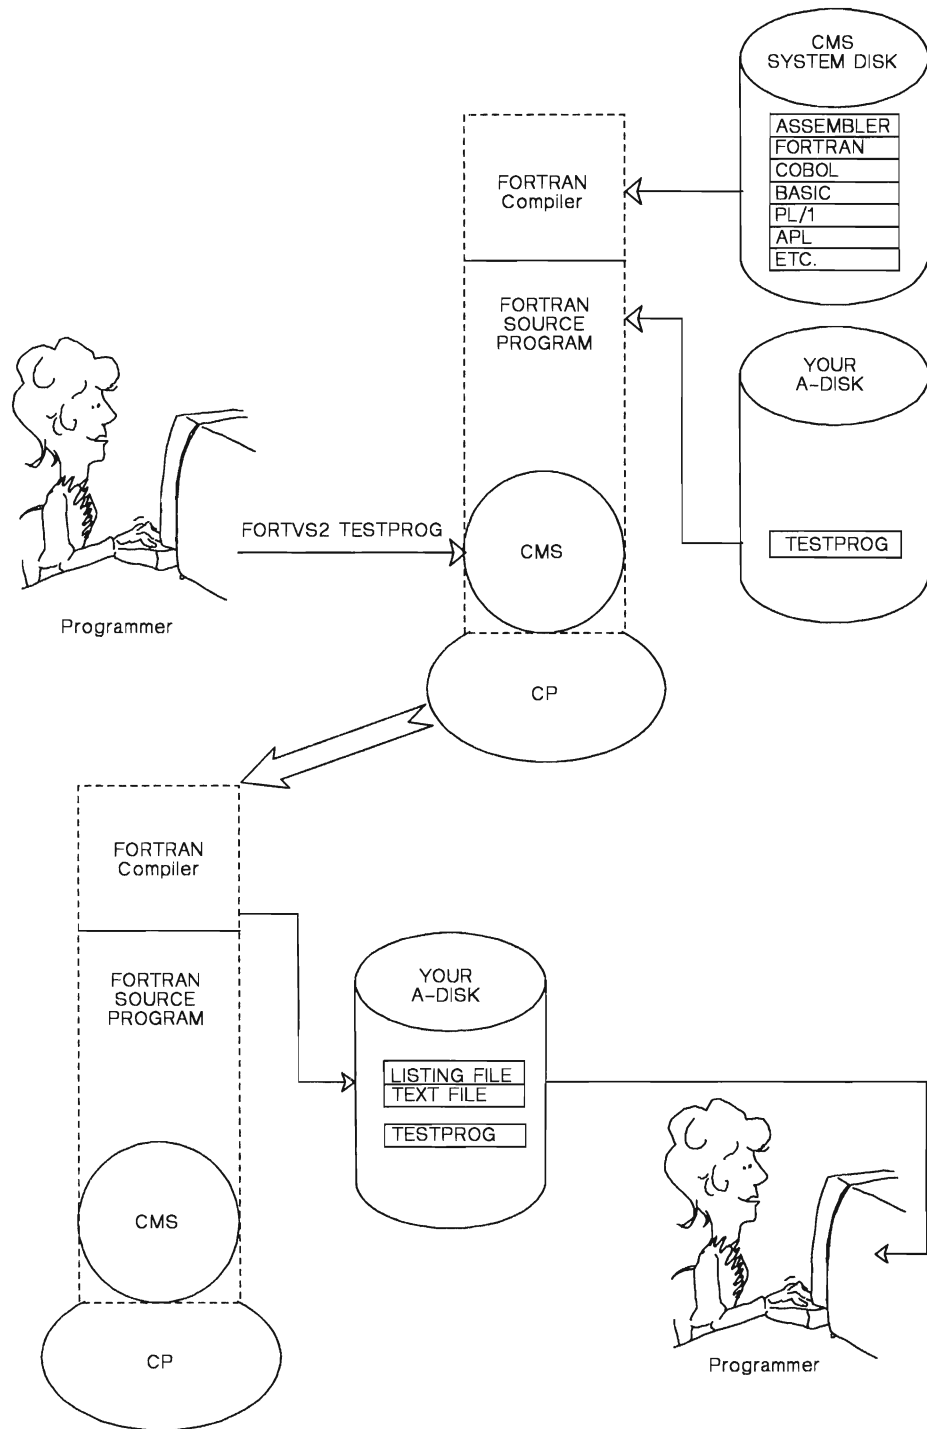 CMS
SYSTEM DISK
ASSEMBLER
FORTRAN
COBOL
BASIC
PL/1
APL
ETC.
FORTRAN
Compiler
FORTRAN
SOURCE
PROGRAM
YOUR
A-DISK
TESTPROG
FORTVS2 TESTPROG
CMS
Programmer
CP
FORTRAN
Compiler
FORTRAN
SOURCE
PROGRAM
YOUR
A-DISK
LISTING FILE
TEXT FILE
TESTPROG
CMS
CP
Programmer